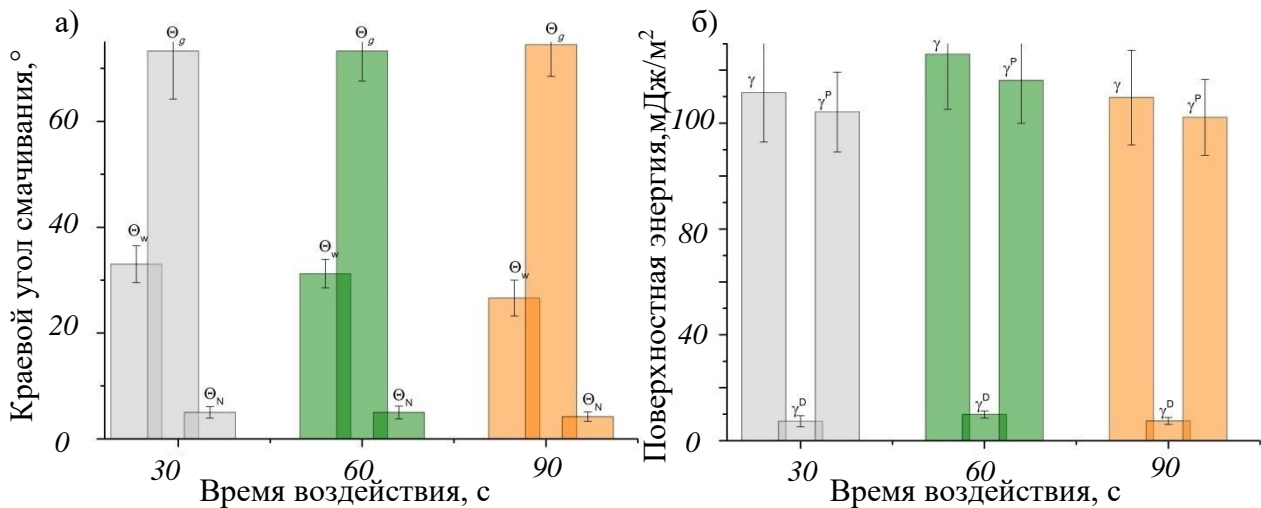 а)
Краевой угол смачивания,°
60
40
20
0
Θw
Θg
ΘN
Θw
Θg
ΘN
Θw
Θg
ΘN
30
60
90
Время воздействия, с
б)
Поверхностная энергия,мДж/м²
100
80
40
0
γ
γD
γP
γ
γD
γP
γ
γD
γP
30
60
90
Время воздействия, с